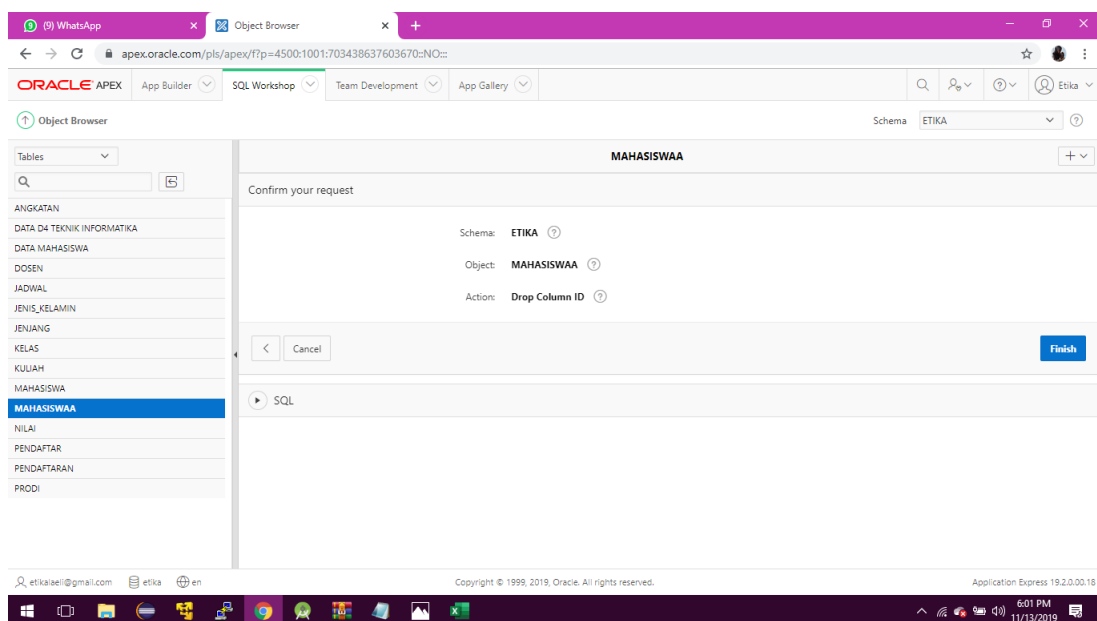 (9) WhatsApp
Object Browser
apex.oracle.com/pls/apex/f?p=4500:1001:703438637603670::NO:::
ORACLE APEX App Builder SQL Workshop Team Development App Gallery Etika
Object Browser Schema ETIKA
Tables
MAHASISWAA
Confirm your request
ANGKATAN
DATA D4 TEKNIK INFORMATIKA
DATA MAHASISWA
DOSEN
JADWAL
JENIS_KELAMIN
JENJANG
KELAS
KULIAH
MAHASISWA
MAHASISWAA
NILAI
PENDAFTAR
PENDAFTARAN
PRODI
Schema: ETIKA
Object: MAHASISWAA
Action: Drop Column ID
Cancel Finish
SQL
etikalaeli@gmail.com etika en Copyright © 1999, 2019, Oracle. All rights reserved. Application Express 19.2.0.00.18
6:01 PM
11/13/2019